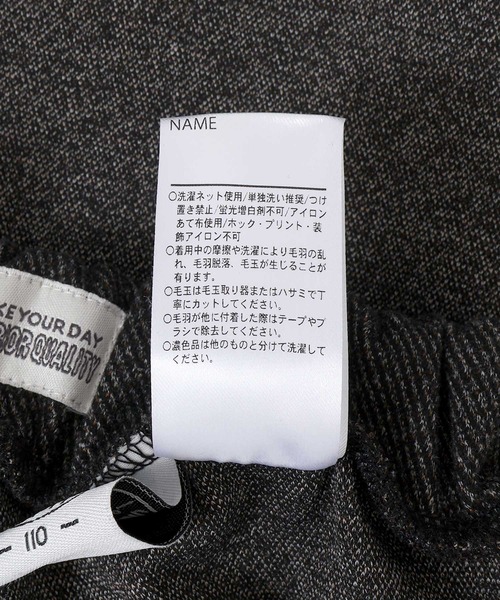 NAME
○洗濯ネット使用/単独洗い推奨/つけ
置き禁止/蛍光増白剤不可/アイロン
あて布使用/ホック・プリント・装
飾アイロン不可
○着用中の摩擦や洗濯により毛羽の乱
れ、毛羽脱落、毛玉が生じることが
有ります。
●毛玉は毛玉取り器またはハサミで丁
寧にカットしてください。
●毛羽が他に付着した際はテープやブ
ラシで除去してください。
○濃色品は他のものと分けて洗濯して
ください。
KE YOUR DAY
OR QUALITY
- 110 -